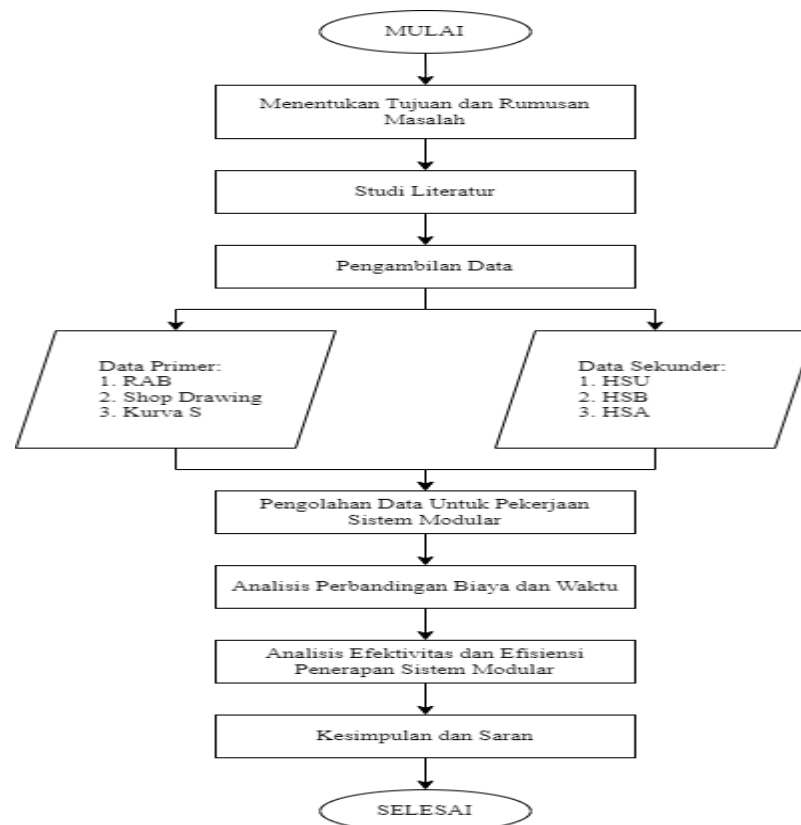 MULAI
Menentukan Tujuan dan Rumusan
Masalah
Studi Literatur
Pengambilan Data
Data Primer:
1. RAB
2. Shop Drawing
3. Kurva S
Data Sekunder:
1. HSU
2. HSB
3. HSA
Pengolahan Data Untuk Pekerjaan
Sistem Modular
Analisis Perbandingan Biaya dan Waktu
Analisis Efektivitas dan Efisiensi
Penerapan Sistem Modular
Kesimpulan dan Saran
SELESAI